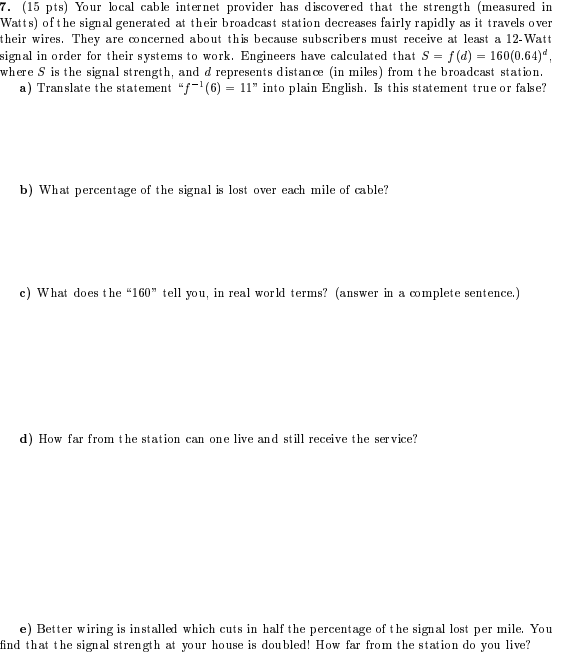 7. (15 pts) Your local cable internet provider has discovered that the strength (measured in
Watts) of the signal generated at their broadcast station decreases fairly rapidly as it travels over
their wires. They are concerned about this because subscribers must receive at least a 12-Watt
signal in order for their systems to work. Engineers have calculated that S = f(d) = 160(0.64)^d,
where S is the signal strength, and d represents distance (in miles) from the broadcast station.
a) Translate the statement “f⁻¹(6) = 11” into plain English. Is this statement true or false?
b) What percentage of the signal is lost over each mile of cable?
c) What does the “160” tell you, in real world terms? (answer in a complete sentence.)
d) How far from the station can one live and still receive the service?
e) Better wiring is installed which cuts in half the percentage of the signal lost per mile. You
find that the signal strength at your house is doubled! How far from the station do you live?